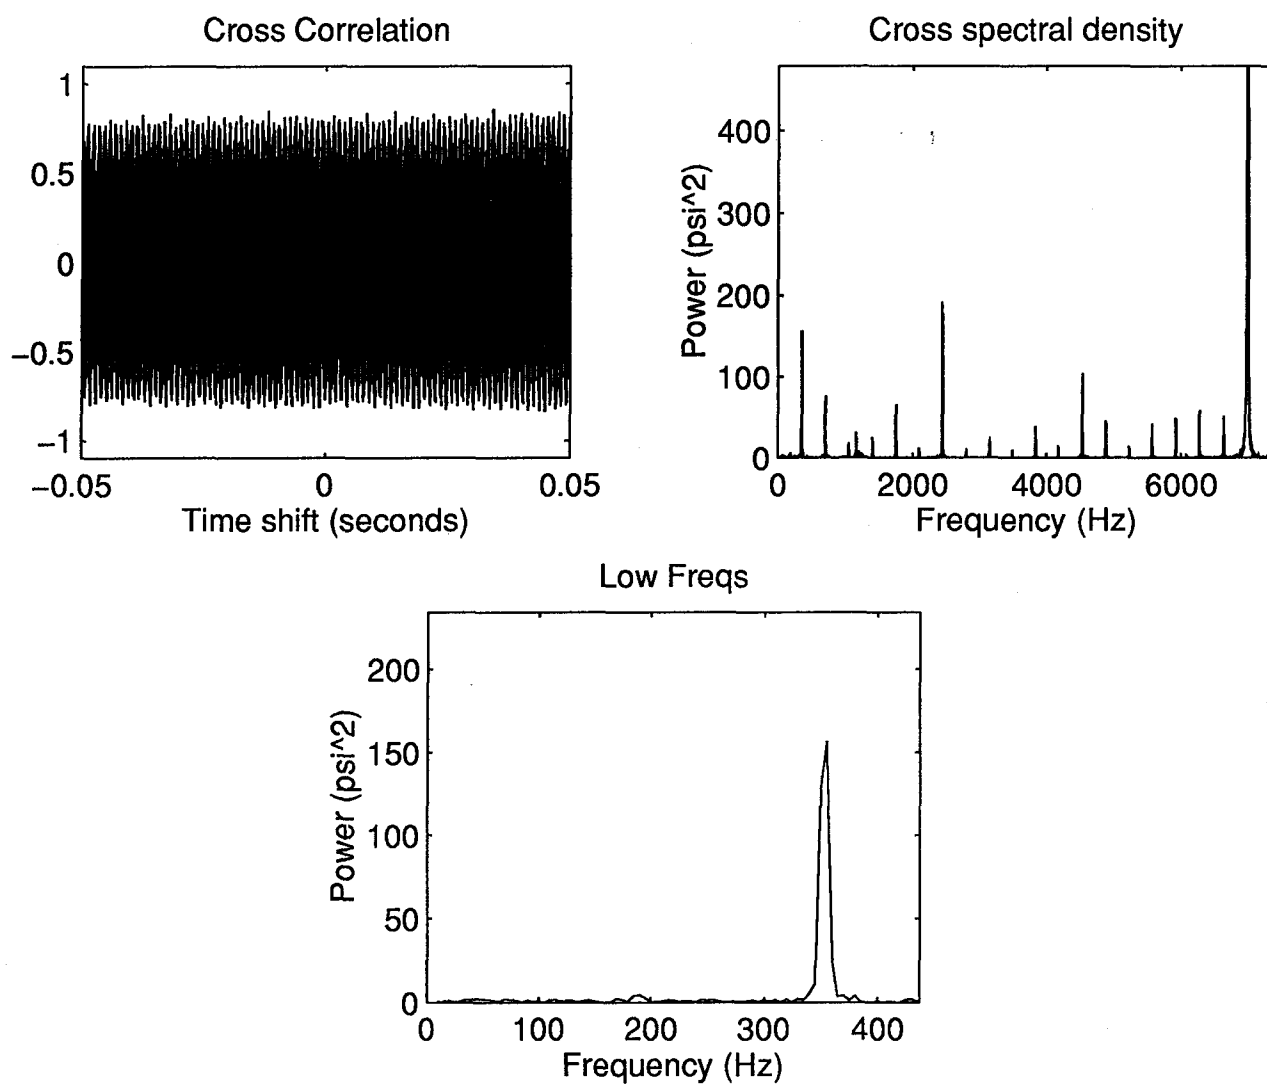 Cross Correlation
1
0.5
0
−0.5
−1
−0.05 0 0.05
Time shift (seconds)
Cross spectral density
Power (psi^2)
400
300
200
100
0
0 2000 4000 6000
Frequency (Hz)
Low Freqs
Power (psi^2)
200
150
100
50
0
0 100 200 300 400
Frequency (Hz)